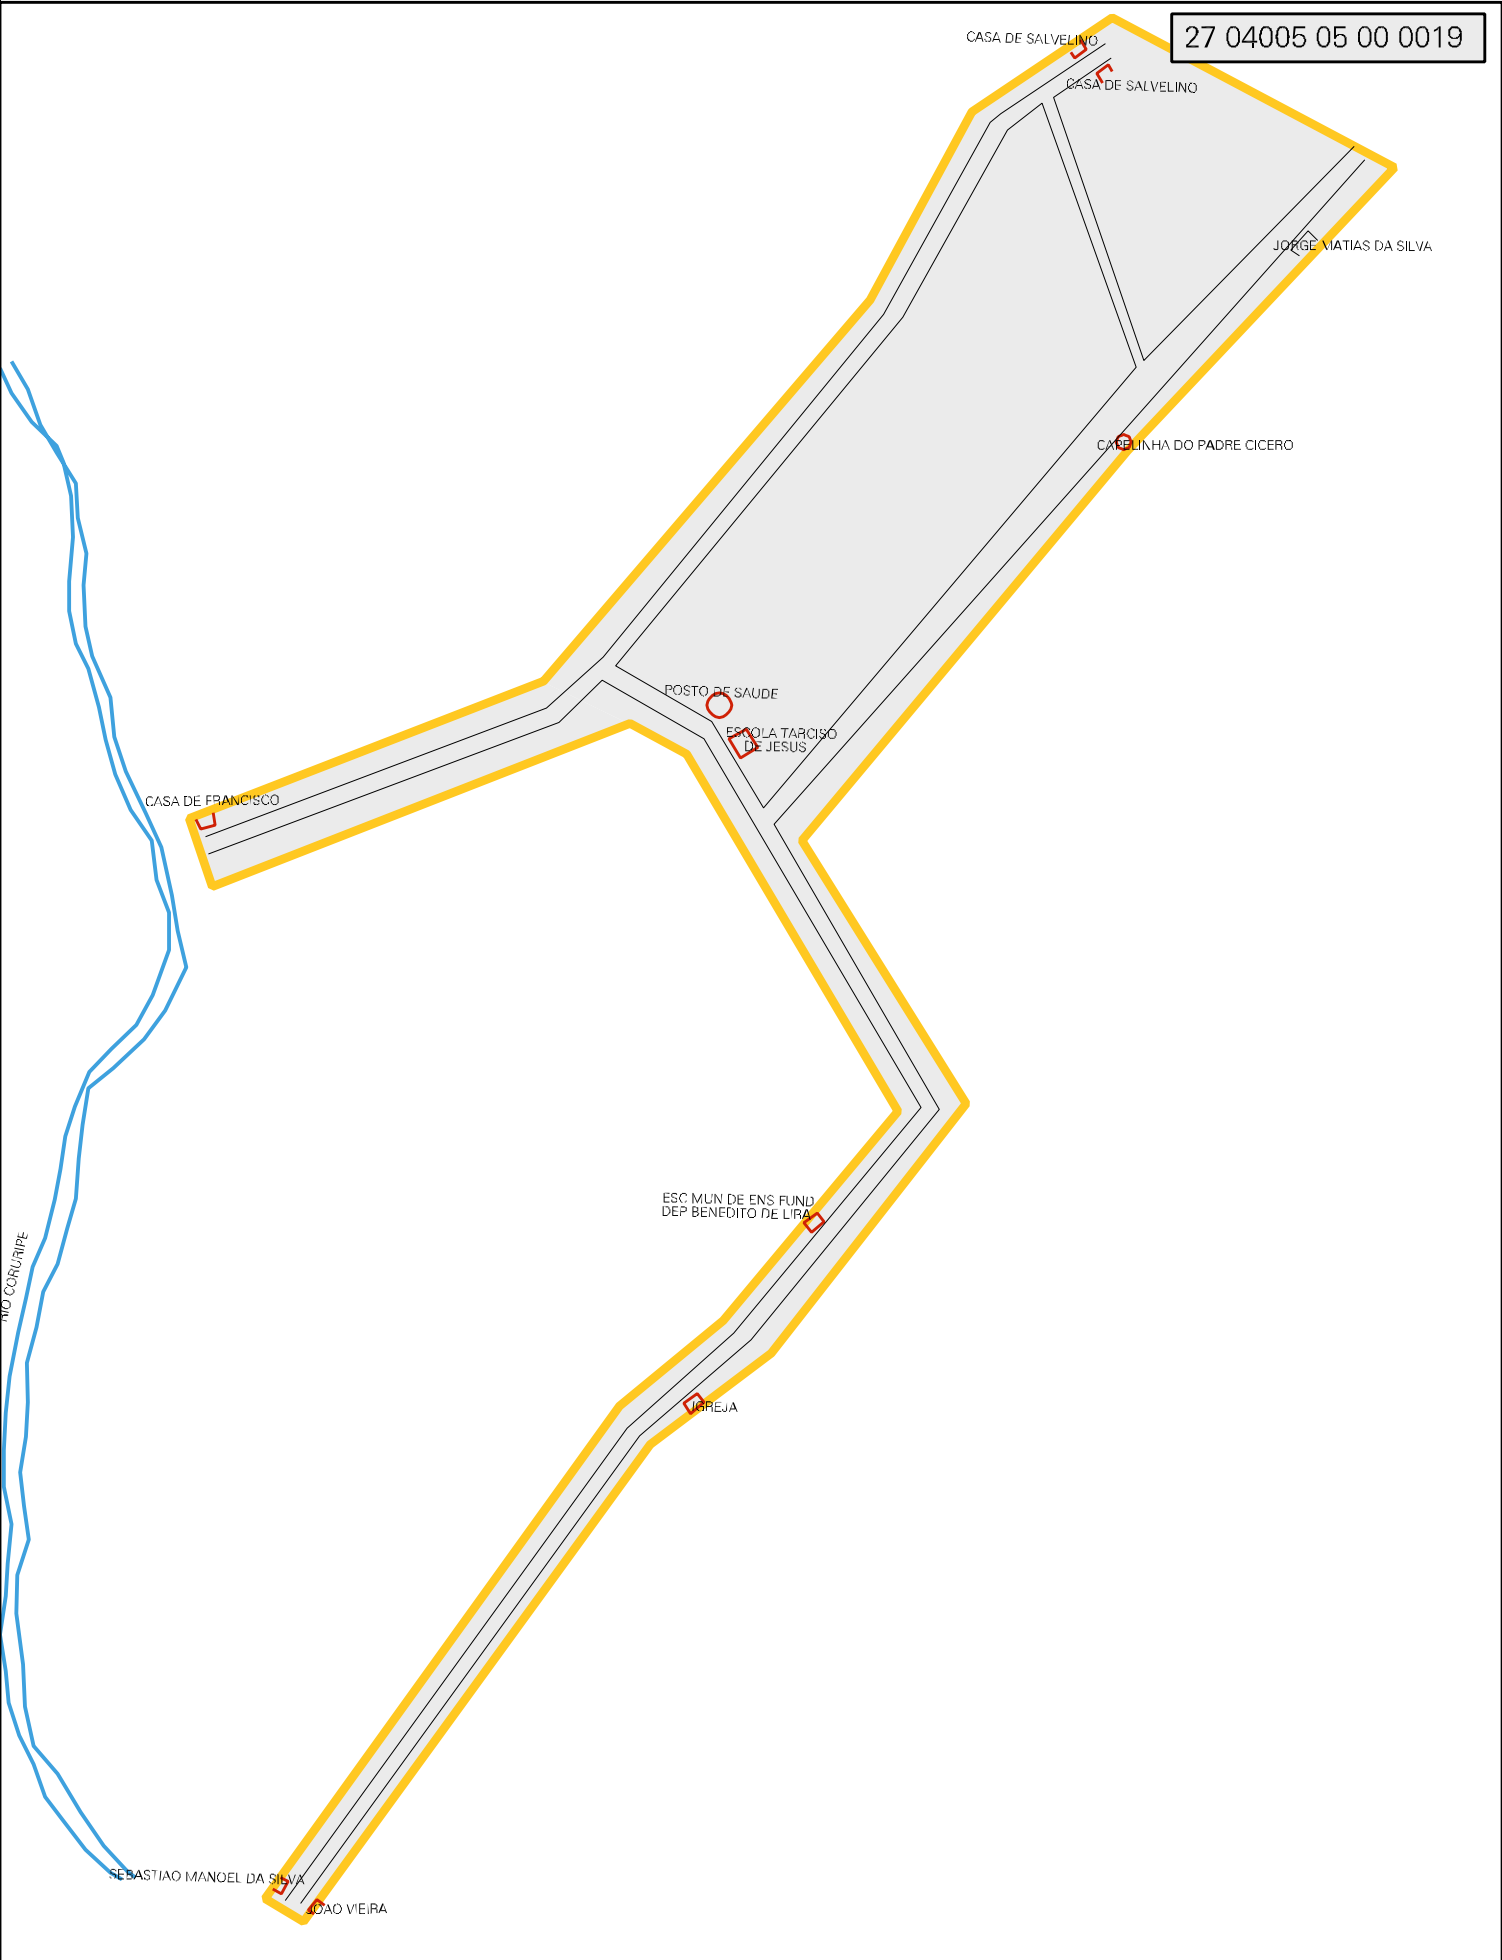 27 04005 05 00 0019
CASA DE SALVELINO
CASA DE SALVELINO
JORGE MATIAS DA SILVA
CAPELINHA DO PADRE CICERO
POSTO DE SAUDE
ESCOLA TARCISO
DE JESUS
CASA DE FRANCISCO
ESC MUN DE ENS FUND
DEP BENEDITO DE LIRA
RIO CORURIPE
IGREJA
SEBASTIAO MANOEL DA SILVA
JOAO VIEIRA